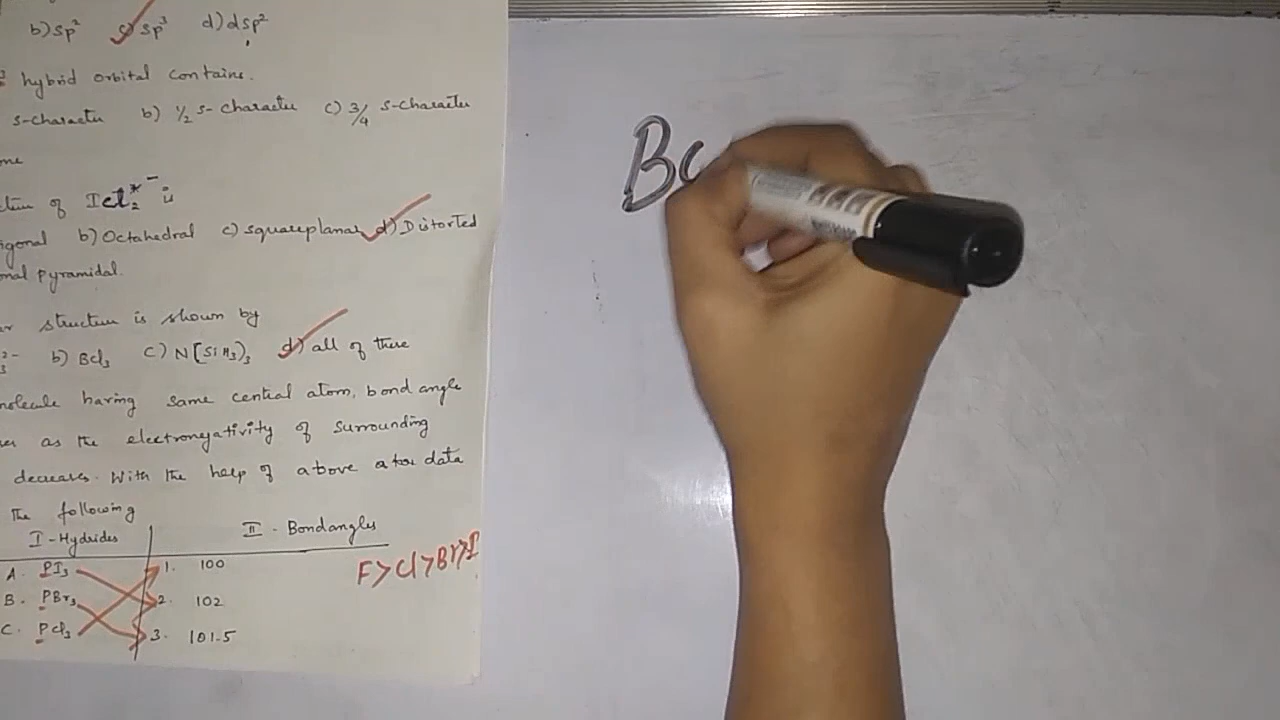 b) sp² c) sp³ d) dsp²
hybrid orbital contains.
s-character b) 1/2 s-character c) 3/4 s-character
of Icl₂⁻ is
b) Octahedral c) squareplanar d) Distorted
pyramidal.
structure is shown by
b) Bcl₃ c) N[SiH₃]₃ d) all of these
molecule having same central atom, bond angle
as the electronegativity of surrounding
decreases. With the help of above data
the following
I - Hydrides II - Bondangles
A. PI₃ 1. 100
B. PBr₃ 2. 102
C. Pcl₃ 3. 101.5
F>Cl>Br>I
Bc